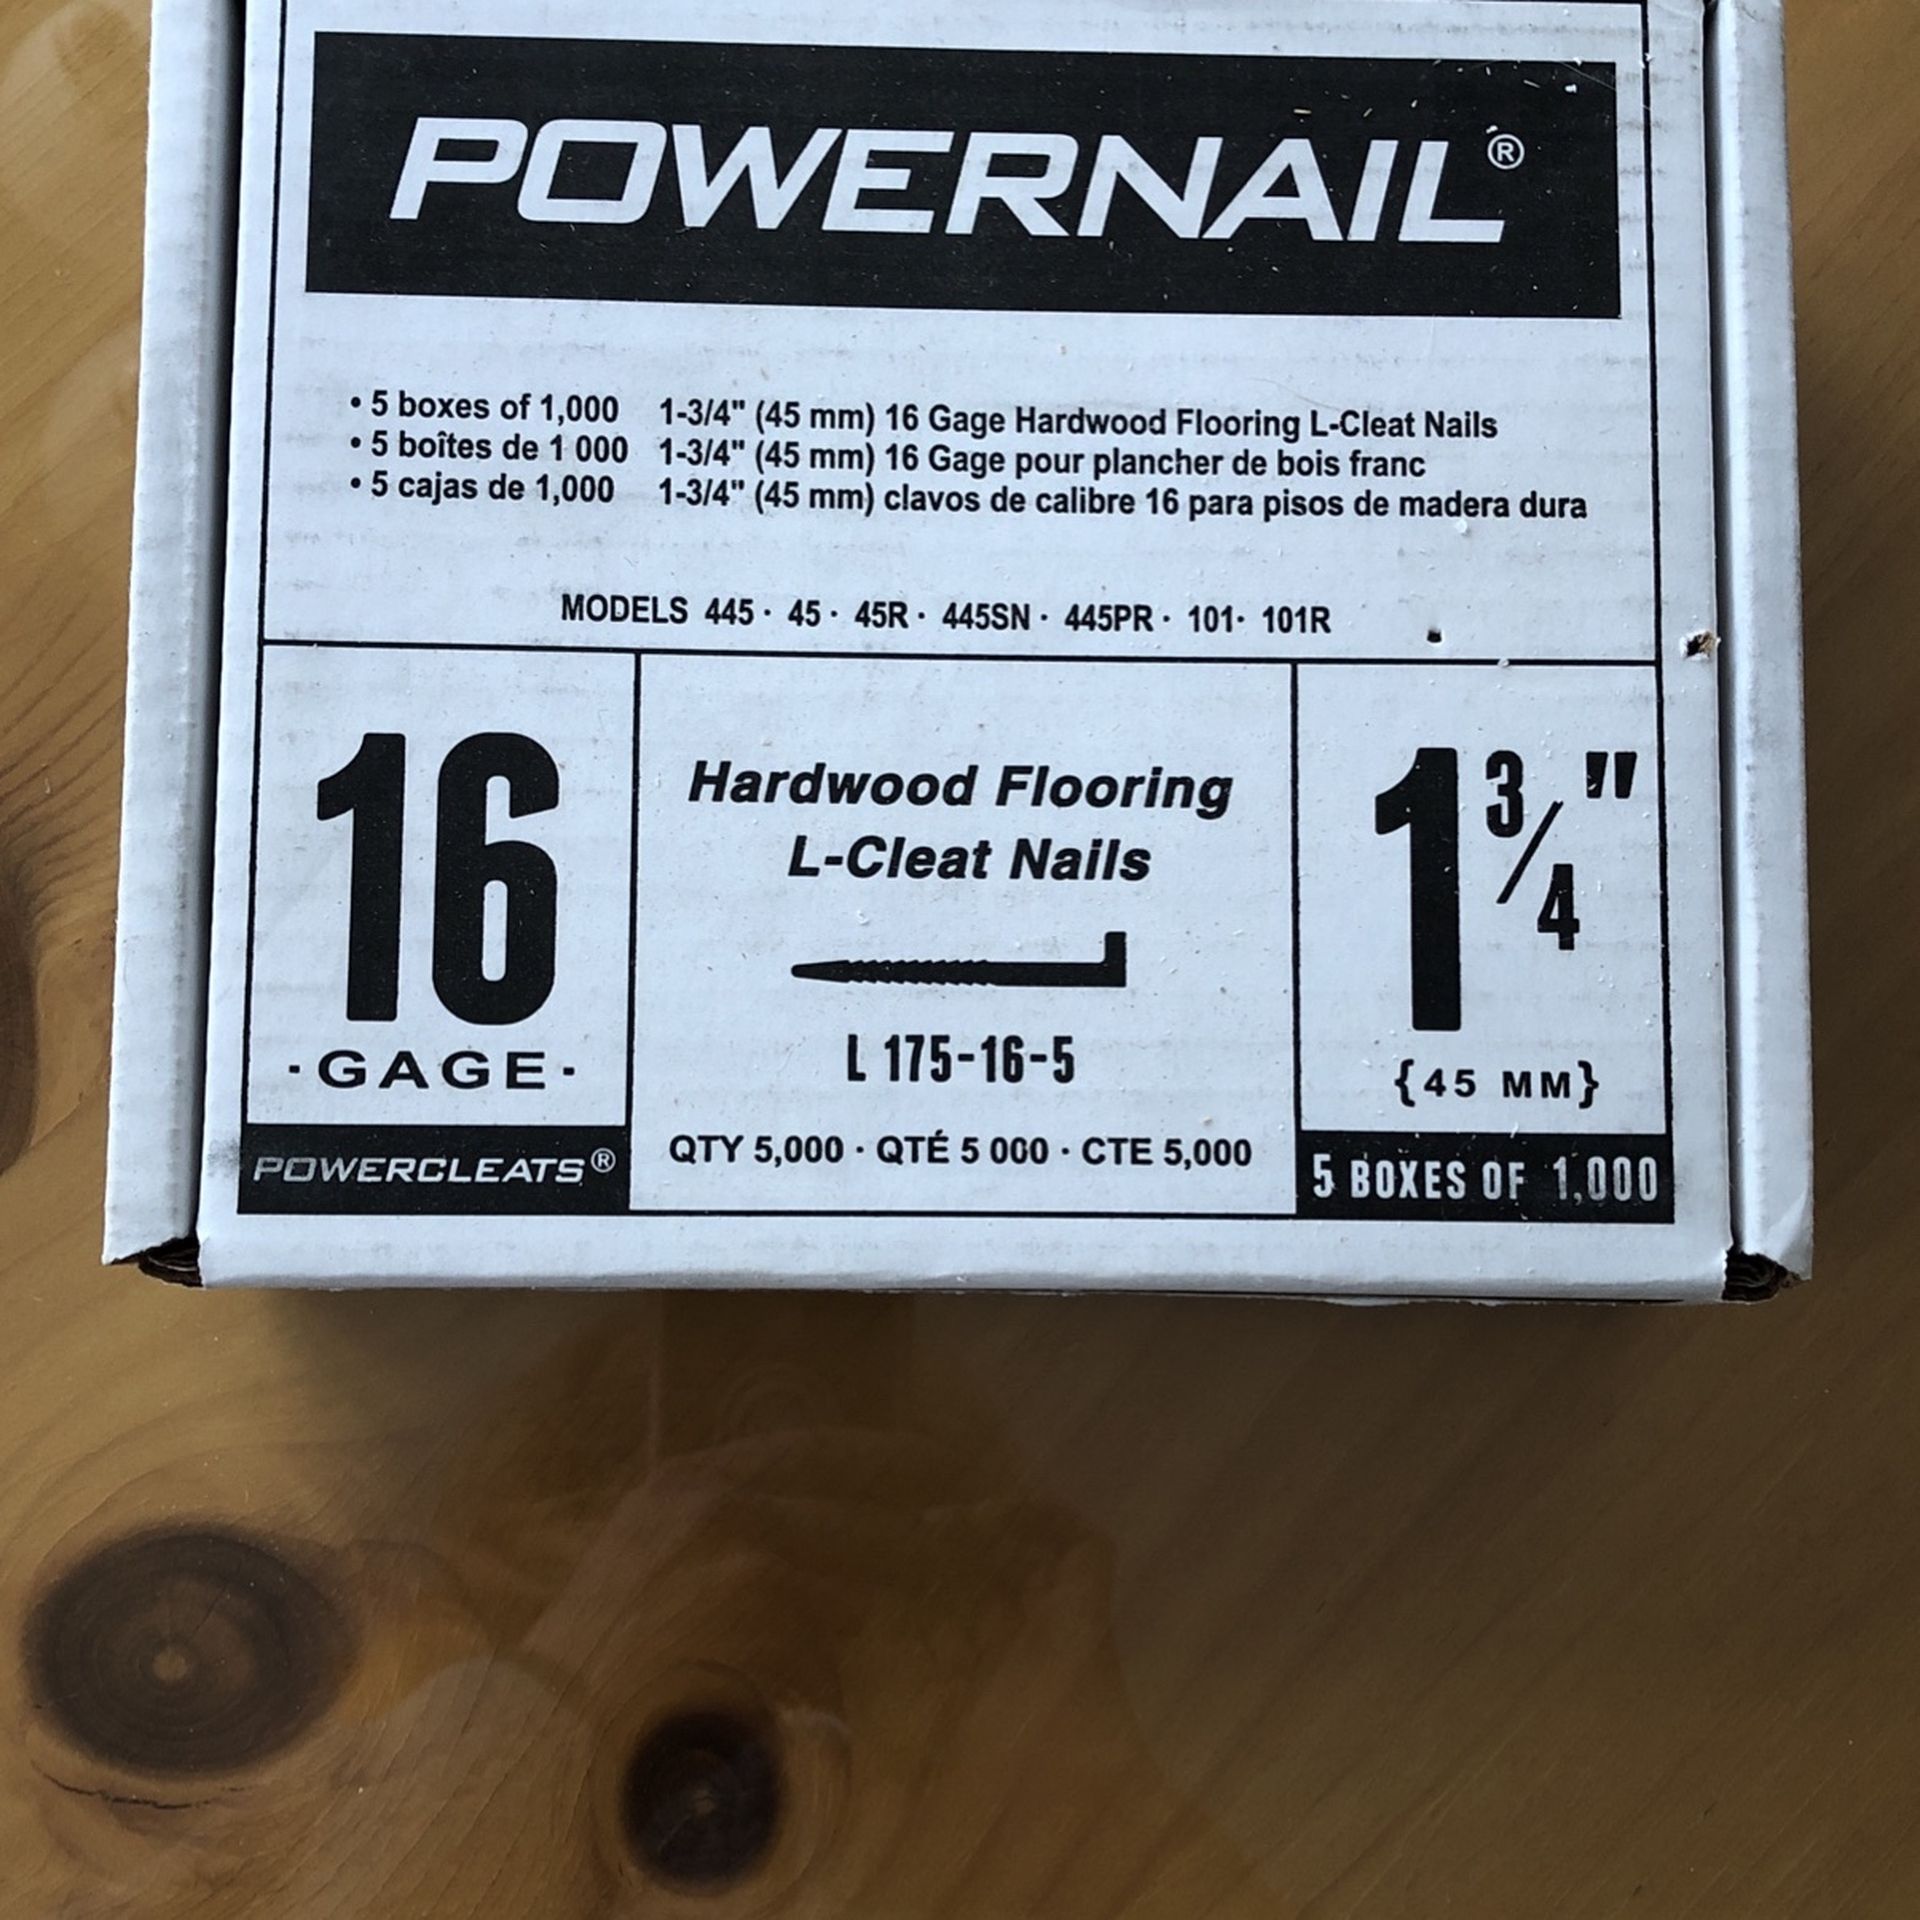 POWERNAIL®
• 5 boxes of 1,000 1-3/4" (45 mm) 16 Gage Hardwood Flooring L-Cleat Nails
• 5 boîtes de 1 000 1-3/4" (45 mm) 16 Gage pour plancher de bois franc
• 5 cajas de 1,000 1-3/4" (45 mm) clavos de calibre 16 para pisos de madera dura
MODELS 445 · 45 · 45R · 445SN · 445PR · 101 · 101R
16
·GAGE·
POWERCLEATS®
Hardwood Flooring
L-Cleat Nails
L 175-16-5
QTY 5,000 · QTÉ 5 000 · CTE 5,000
1 3/4"
{45 MM}
5 BOXES OF 1,000